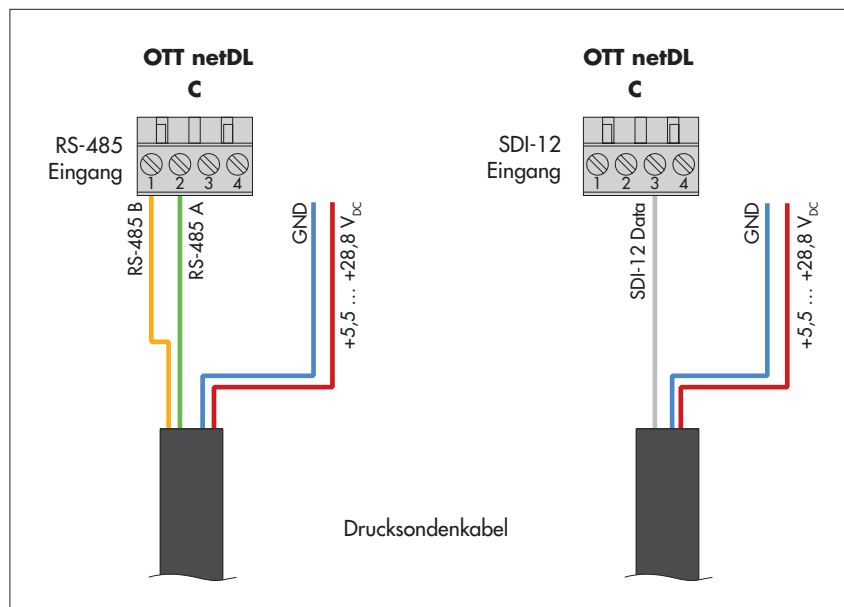 OTT netDL
C
RS-485
Eingang
1 2 3 4
RS-485 B
RS-485 A
GND
+5,5 ... +28,8 VDC
OTT netDL
C
SDI-12
Eingang
1 2 3 4
SDI-12 Data
GND
+5,5 ... +28,8 VDC
Drucksondenkabel